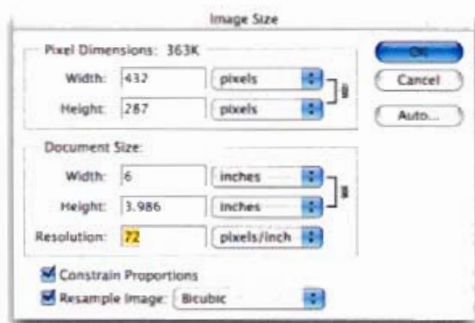 Image Size
Pixel Dimensions: 363K
OK
Width: 432 pixels
Cancel
Height: 287 pixels
Auto...
Document Size:
Width: 6 inches
Height: 3.986 inches
Resolution: 72 pixels/inch
Constrain Proportions
Resample Image: Bicubic